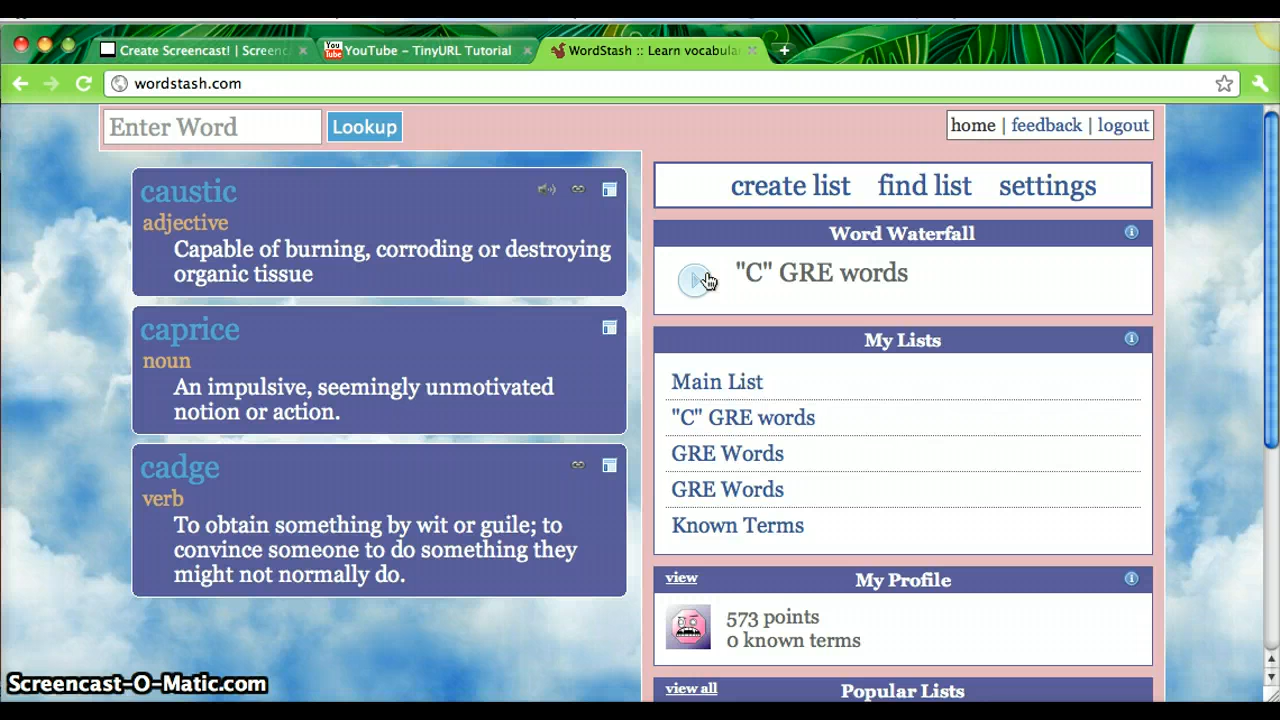 Create Screencast! | Screenc
You Tube YouTube – TinyURL Tutorial
WordStash :: Learn vocabular
wordstash.com
Enter Word
Lookup
home | feedback | logout
caustic
adjective
Capable of burning, corroding or destroying
organic tissue
caprice
noun
An impulsive, seemingly unmotivated
notion or action.
cadge
verb
To obtain something by wit or guile; to
convince someone to do something they
might not normally do.
create list find list settings
Word Waterfall
"C" GRE words
My Lists
Main List
"C" GRE words
GRE Words
GRE Words
Known Terms
view My Profile
573 points
0 known terms
view all Popular Lists
Screencast-O-Matic.com